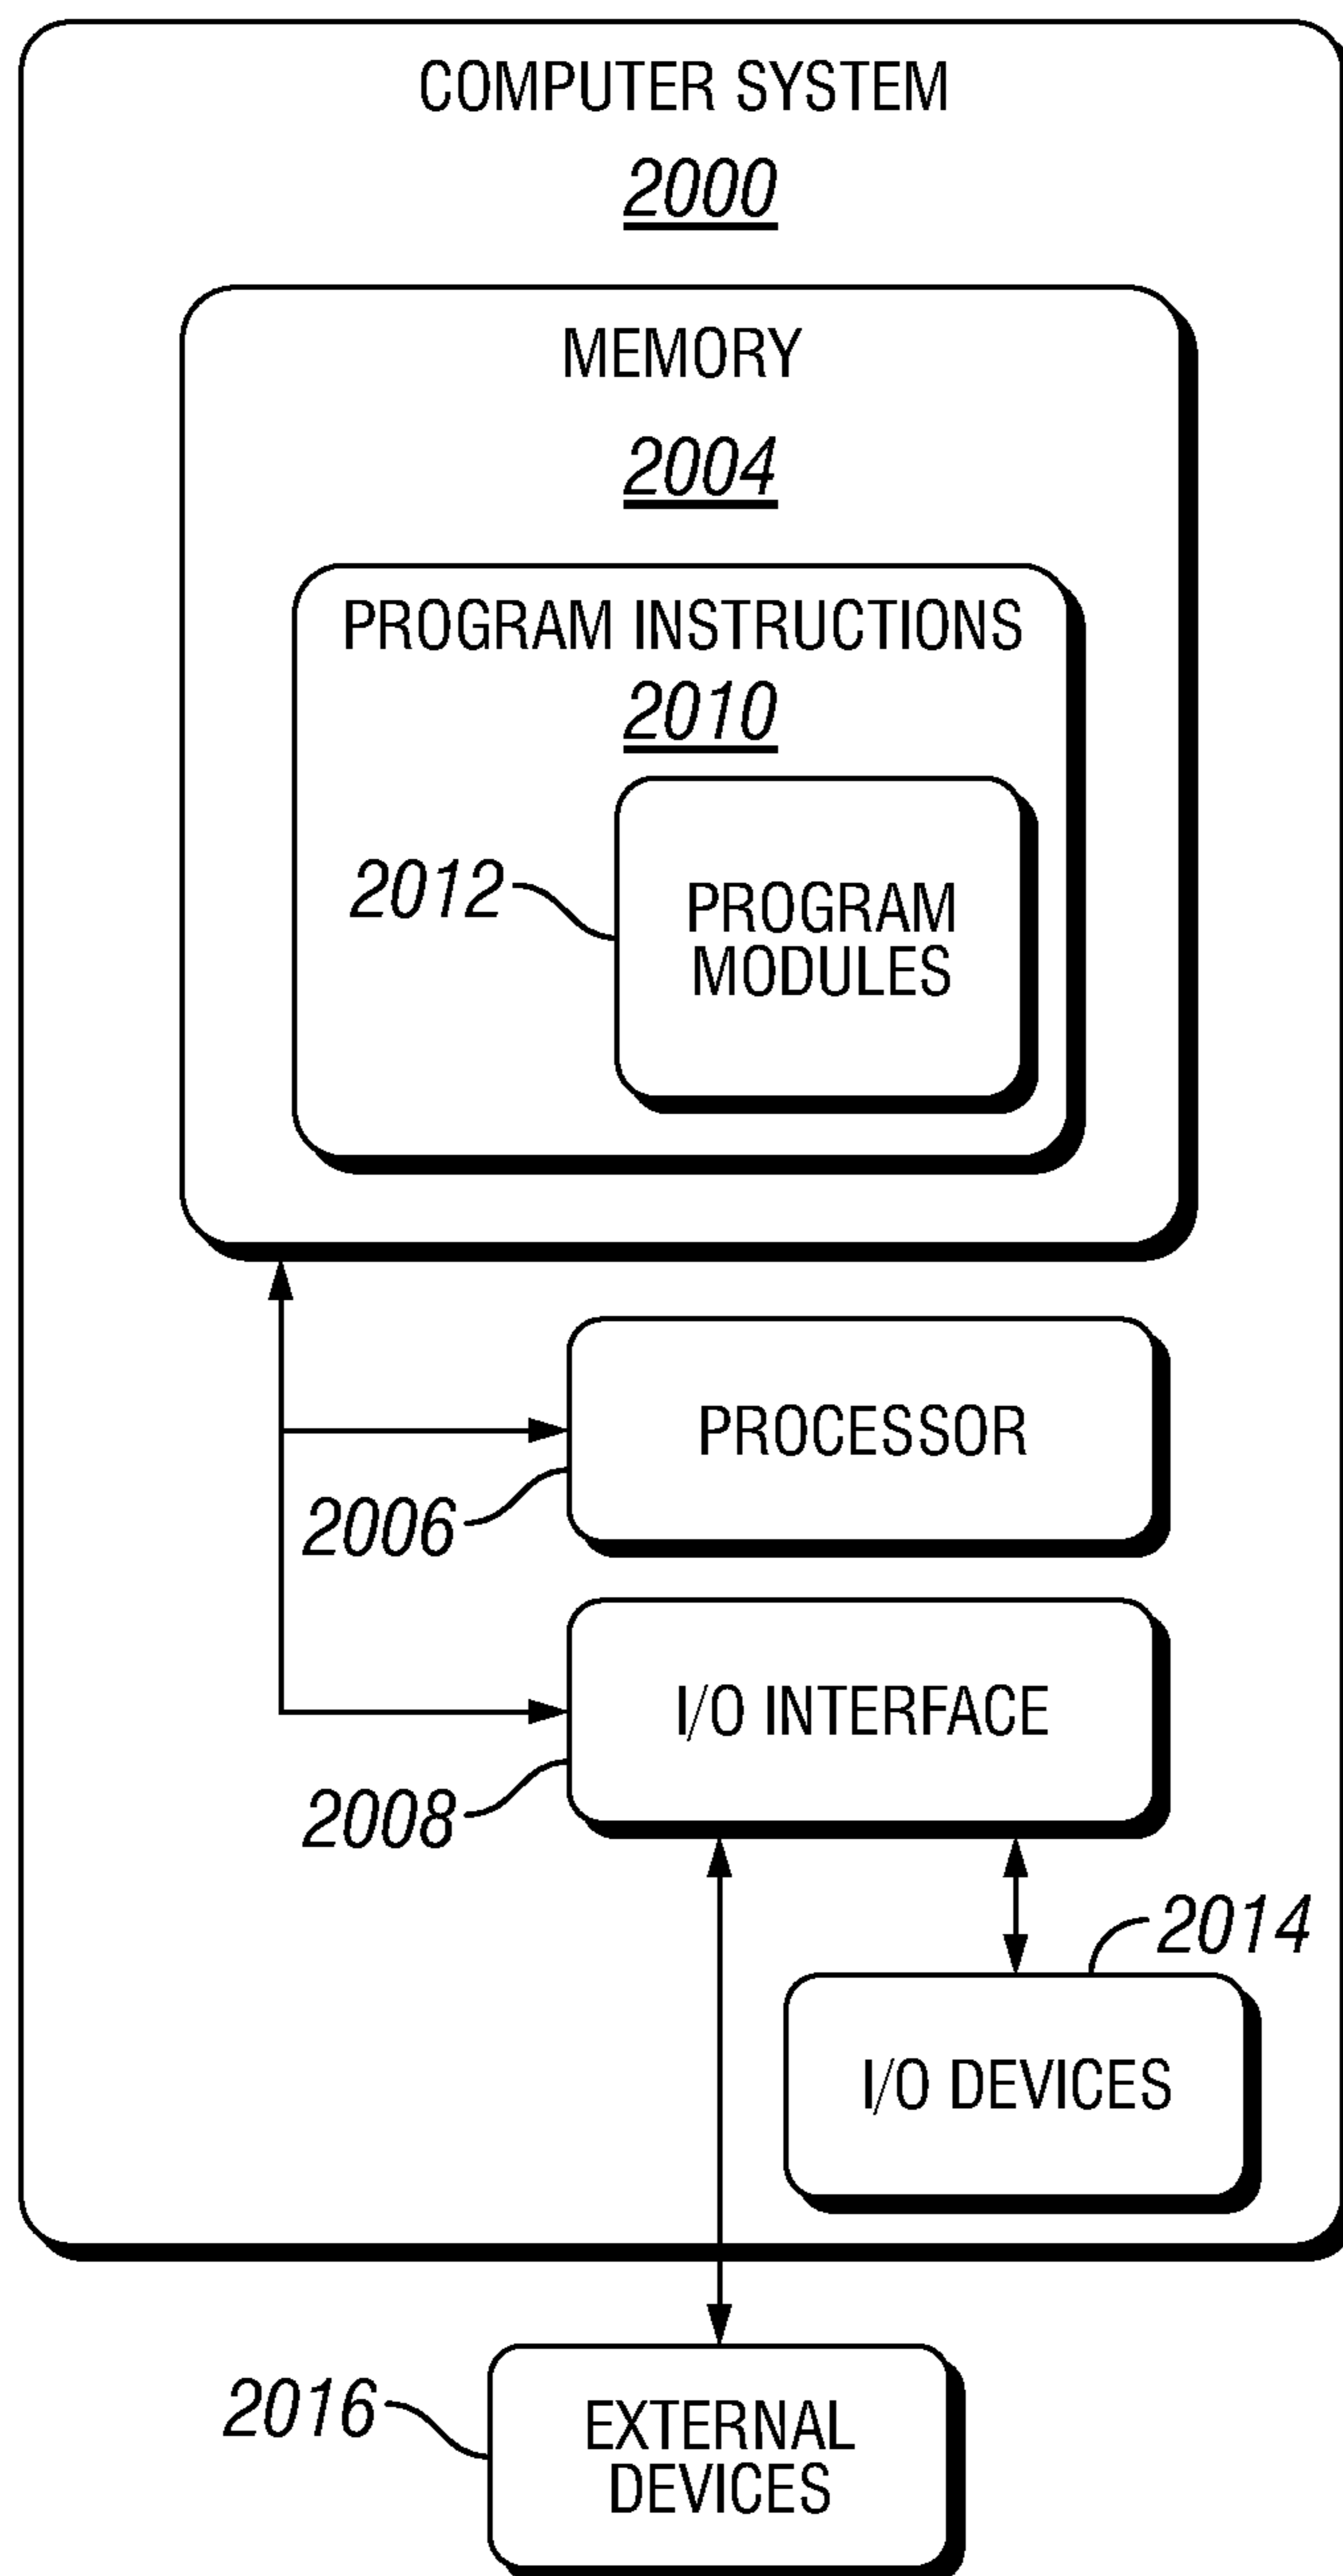 COMPUTER SYSTEM
2000
MEMORY
2004
PROGRAM INSTRUCTIONS
2010
2012
PROGRAM
MODULES
PROCESSOR
2006
I/O INTERFACE
2008
2014
I/O DEVICES
2016
EXTERNAL
DEVICES